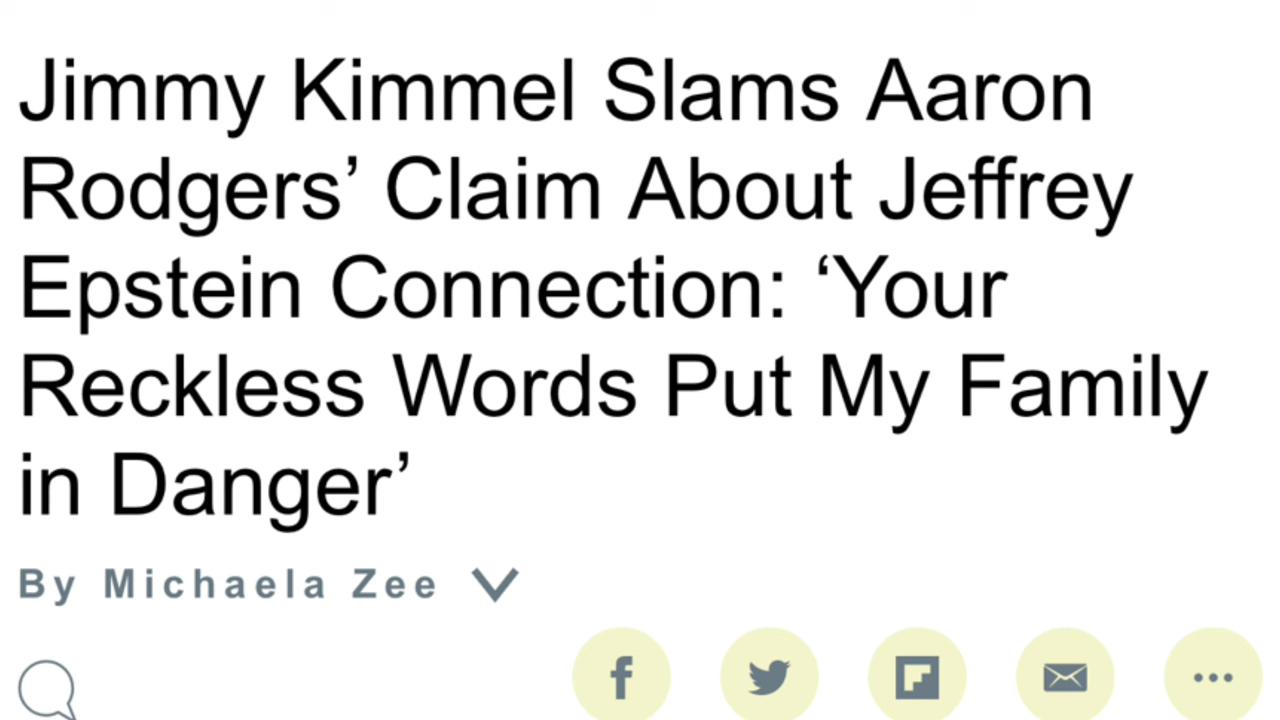 Jimmy Kimmel Slams Aaron
Rodgers’ Claim About Jeffrey
Epstein Connection: ‘Your
Reckless Words Put My Family
in Danger’
By Michaela Zee